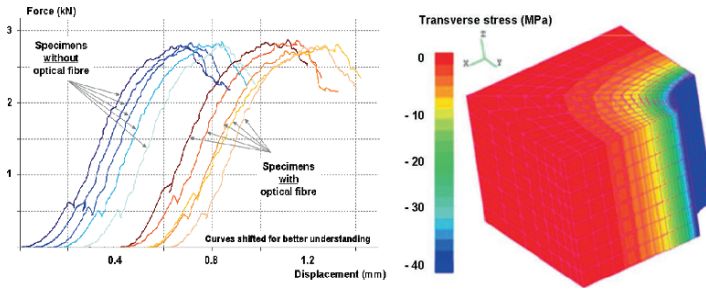 Force (kN)
3
2
1
Specimens
without
optical fibre
Specimens
with
optical fibre
Curves shifted for better understanding
0.4
0.8
1.2
Displacement (mm)
Transverse stress (MPa)
0
- 10
- 20
- 30
- 40
Z
X
Y